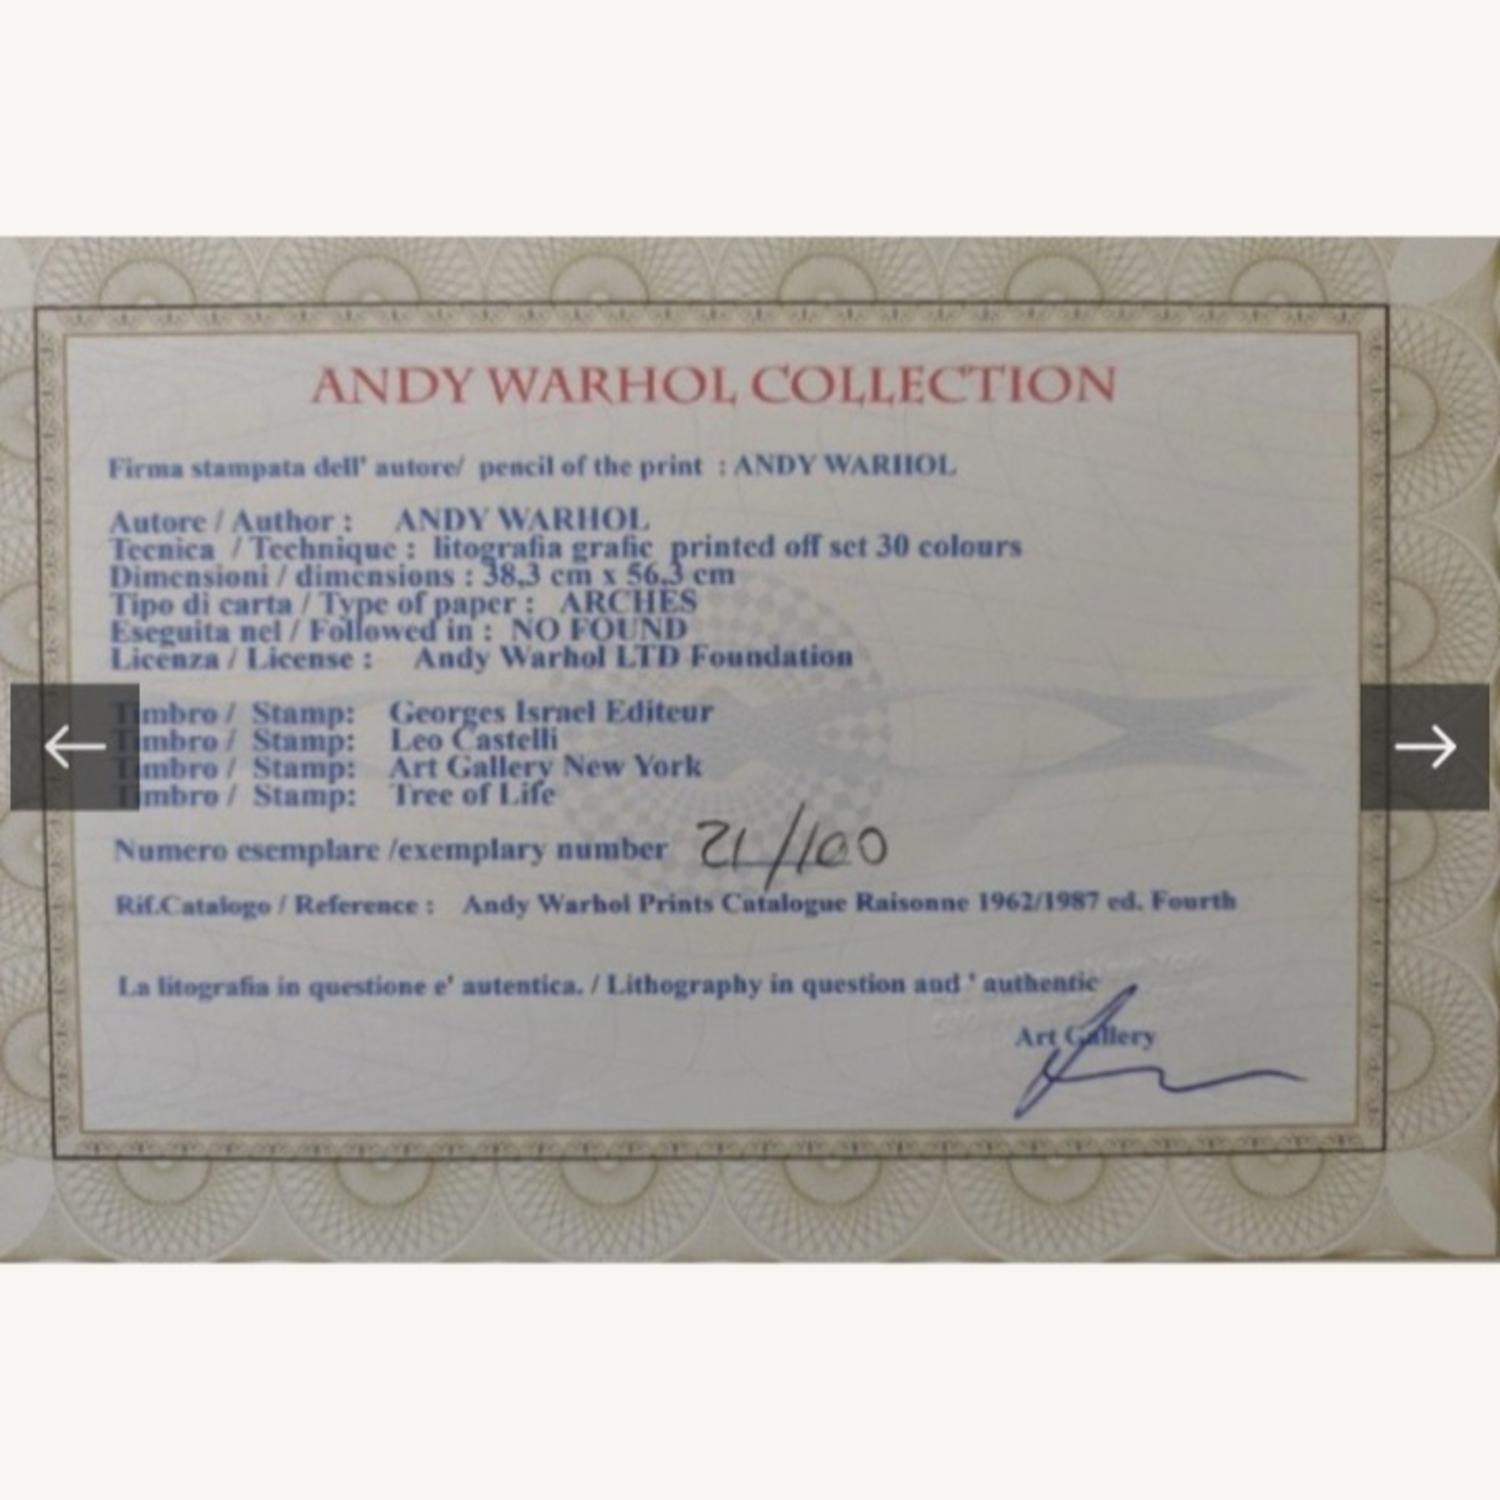 ANDY WARHOL COLLECTION
Firma stampata dell' autore/ pencil of the print : ANDY WARHOL
Autore / Author : ANDY WARHOL
Tecnica / Technique : litografia grafic printed off set 30 colours
Dimensioni / dimensions : 38,3 cm x 56,3 cm
Tipo di carta / Type of paper : ARCHES
Eseguita nel / Followed in : NO FOUND
Licenza / License : Andy Warhol LTD Foundation
Timbro / Stamp: Georges Israel Editeur
Timbro / Stamp: Leo Castelli
Timbro / Stamp: Art Gallery New York
Timbro / Stamp: Tree of Life
Numero esemplare /exemplary number 21/100
Rif.Catalogo / Reference : Andy Warhol Prints Catalogue Raisonne 1962/1987 ed. Fourth
La litografia in questione e' autentica. / Lithography in question and ' authentic
Art Gallery